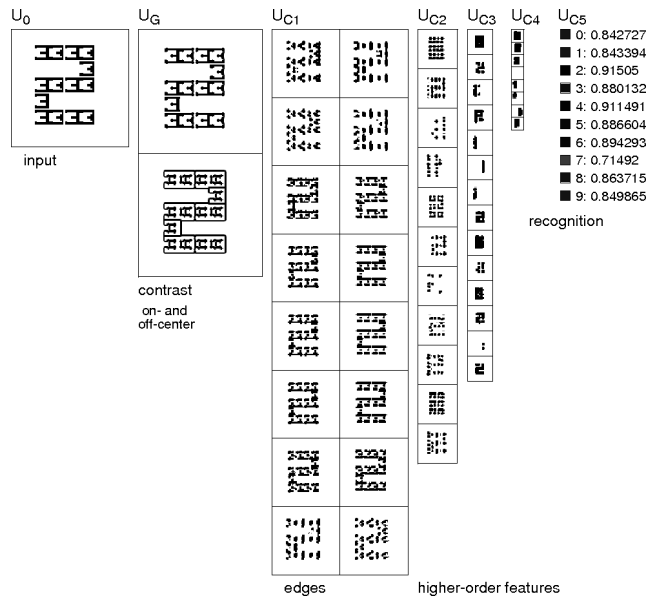 U0 UG UC1 UC2 UC3 UC4 UC5
0: 0.842727
1: 0.843394
2: 0.91505
3: 0.880132
4: 0.911491
5: 0.886604
6: 0.894293
7: 0.71492
8: 0.863715
9: 0.849865
input
recognition
contrast
on- and
off-center
edges
higher-order features